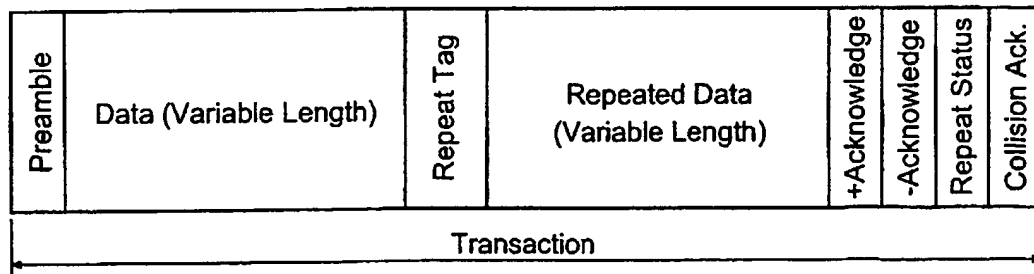 Preamble
Data (Variable Length)
Repeat Tag
Repeated Data
(Variable Length)
+Acknowledge
-Acknowledge
Repeat Status
Collision Ack.
Transaction